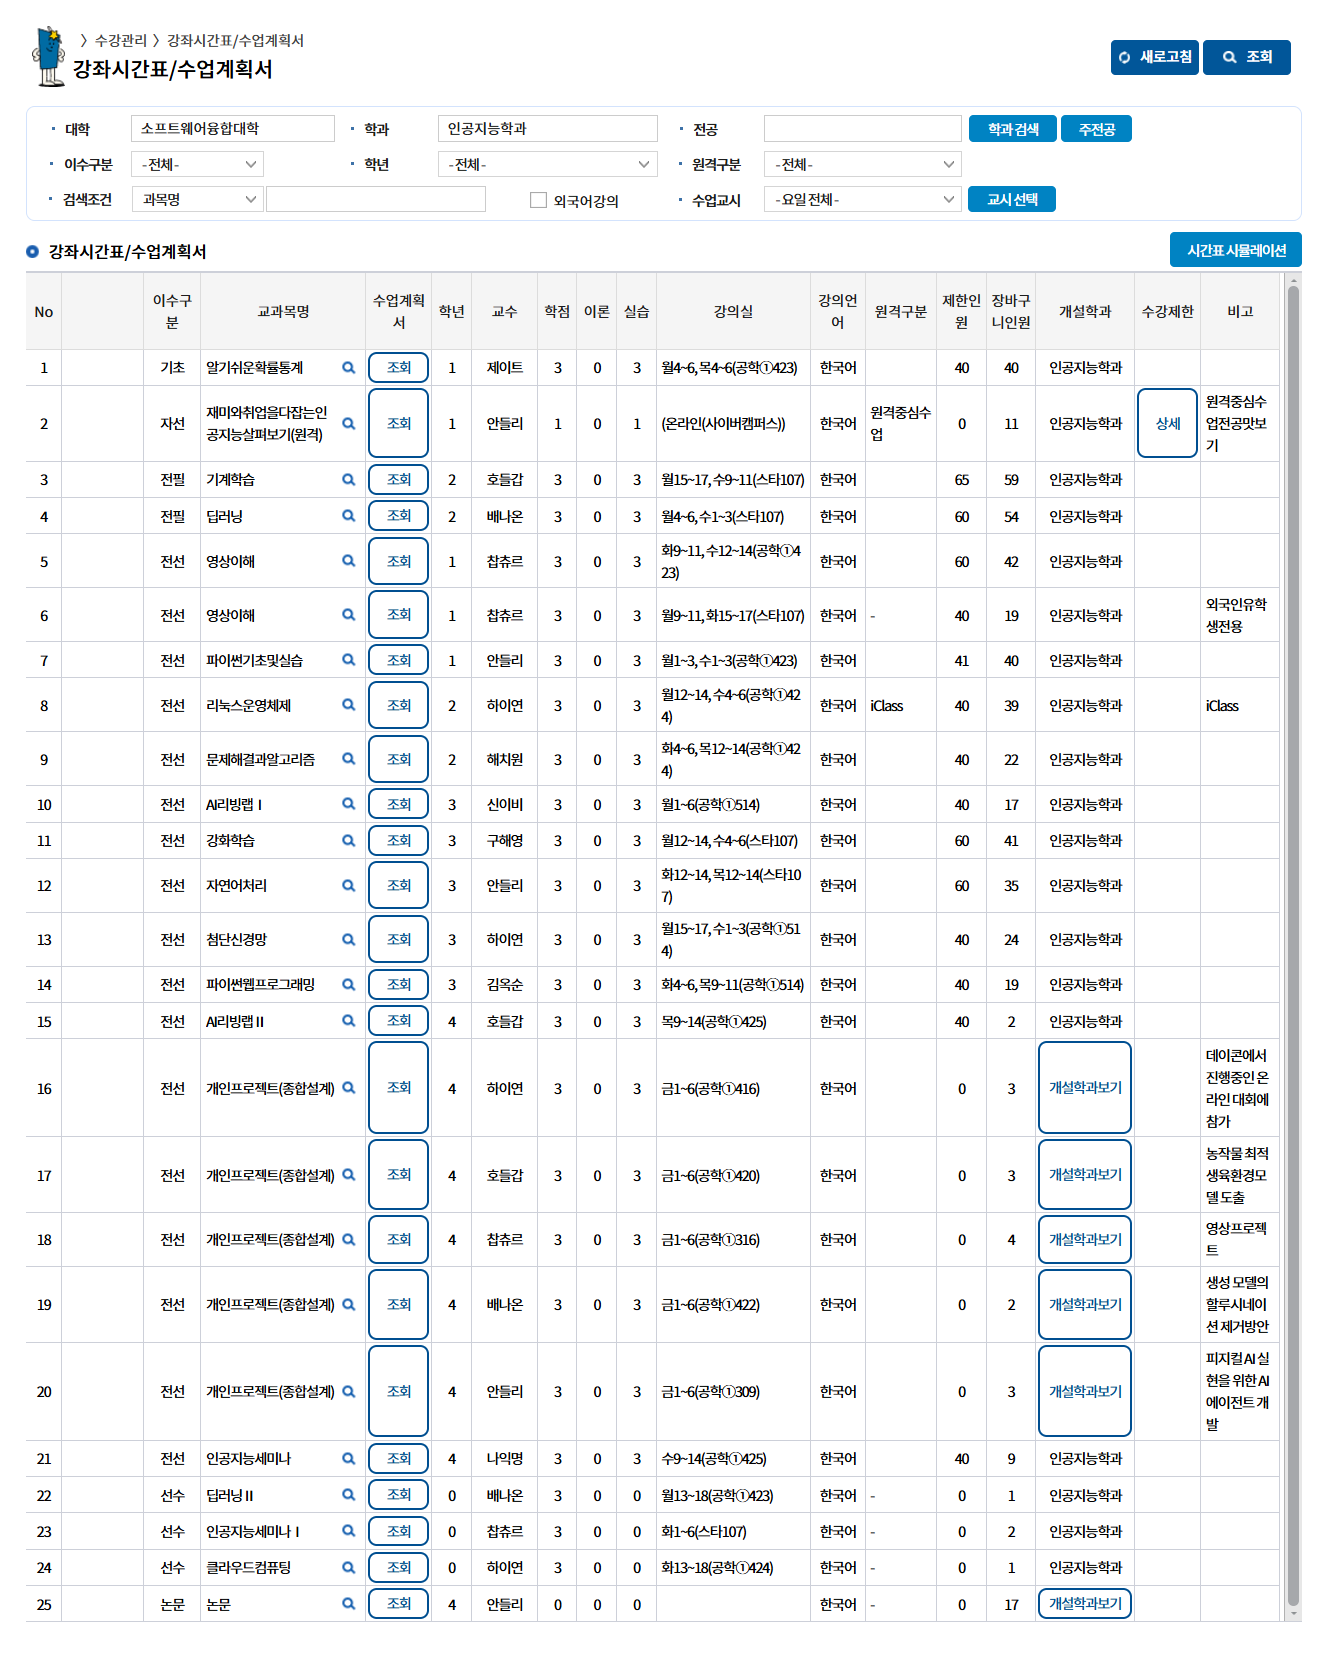 〉 수강관리 〉 강좌시간표/수업계획서
강좌시간표/수업계획서
새로고침 조회
대학 소프트웨어융합대학 학과 인공지능학과 전공 학과검색 주전공
이수구분 -전체- 학년 -전체- 원격구분 -전체-
검색조건 과목명 외국어강의 수업교시 -요일전체- 교시선택
강좌시간표/수업계획서 시간표 시뮬레이션
No 이수구분 교과목명 수업계획서 학년 교수 학점 이론 실습 강의실 강의언어 원격구분 제한인원 장바구니인원 개설학과 수강제한 비고
1 기초 알기쉬운확률통계 조회 1 제이트 3 0 3 월4~6,목4~6(공학①423) 한국어 40 40 인공지능학과
2 자선 재미와취업을다잡는인공지능살펴보기(원격) 조회 1 안들리 1 0 1 (온라인(사이버캠퍼스)) 한국어 원격중심수업 0 11 인공지능학과 상세 원격중심수업전공맛보기
3 전필 기계학습 조회 2 호들갑 3 0 3 월15~17,수9~11(스타107) 한국어 65 59 인공지능학과
4 전필 딥러닝 조회 2 배나온 3 0 3 월4~6,수1~3(스타107) 한국어 60 54 인공지능학과
5 전선 영상이해 조회 1 찹츄르 3 0 3 화9~11,수12~14(공학①423) 한국어 60 42 인공지능학과
6 전선 영상이해 조회 1 찹츄르 3 0 3 월9~11,화15~17(스타107) 한국어 - 40 19 인공지능학과 외국인유학생전용
7 전선 파이썬기초및실습 조회 1 안들리 3 0 3 월1~3,수1~3(공학①423) 한국어 41 40 인공지능학과
8 전선 리눅스운영체제 조회 2 하이연 3 0 3 월12~14,수4~6(공학①424) 한국어 iClass 40 39 인공지능학과 iClass
9 전선 문제해결과알고리즘 조회 2 해치원 3 0 3 화4~6,목12~14(공학①424) 한국어 40 22 인공지능학과
10 전선 AI리빙랩Ⅰ 조회 3 신이비 3 0 3 월1~6(공학①514) 한국어 40 17 인공지능학과
11 전선 강화학습 조회 3 구해영 3 0 3 월12~14,수4~6(스타107) 한국어 60 41 인공지능학과
12 전선 자연어처리 조회 3 안들리 3 0 3 화12~14,목12~14(스타107) 한국어 60 35 인공지능학과
13 전선 첨단신경망 조회 3 하이연 3 0 3 월15~17,수1~3(공학①514) 한국어 40 24 인공지능학과
14 전선 파이썬웹프로그래밍 조회 3 김옥순 3 0 3 화4~6,목9~11(공학①514) 한국어 40 19 인공지능학과
15 전선 AI리빙랩Ⅱ 조회 4 호들갑 3 0 3 목9~14(공학①425) 한국어 40 2 인공지능학과
16 전선 개인프로젝트(종합설계) 조회 4 하이연 3 0 3 금1~6(공학①416) 한국어 0 3 개설학과보기 데이콘에서 진행중인 온라인 대회에 참가
17 전선 개인프로젝트(종합설계) 조회 4 호들갑 3 0 3 금1~6(공학①420) 한국어 0 3 개설학과보기 농작물 최적 생육환경모델 도출
18 전선 개인프로젝트(종합설계) 조회 4 찹츄르 3 0 3 금1~6(공학①316) 한국어 0 4 개설학과보기 영상프로젝트
19 전선 개인프로젝트(종합설계) 조회 4 배나온 3 0 3 금1~6(공학①422) 한국어 0 2 개설학과보기 생성 모델의 할루시네이션 제거방안
20 전선 개인프로젝트(종합설계) 조회 4 안들리 3 0 3 금1~6(공학①309) 한국어 0 3 개설학과보기 피지컬 AI 실현을 위한 AI 에이전트 개발
21 전선 인공지능세미나 조회 4 나익명 3 0 3 수9~14(공학①425) 한국어 40 9 인공지능학과
22 선수 딥러닝Ⅱ 조회 0 배나온 3 0 0 월13~18(공학①423) 한국어 - 0 1 인공지능학과
23 선수 인공지능세미나Ⅰ 조회 0 찹츄르 3 0 0 화1~6(스타107) 한국어 - 0 2 인공지능학과
24 선수 클라우드컴퓨팅 조회 0 하이연 3 0 0 화13~18(공학①424) 한국어 - 0 1 인공지능학과
25 논문 논문 조회 4 안들리 0 0 0 한국어 - 0 17 개설학과보기